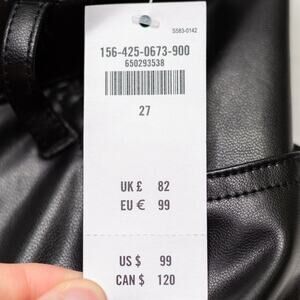 S583-0142
156-425-0673-900
650293538
27
UK £ 82
EU € 99
US $ 99
CAN $ 120